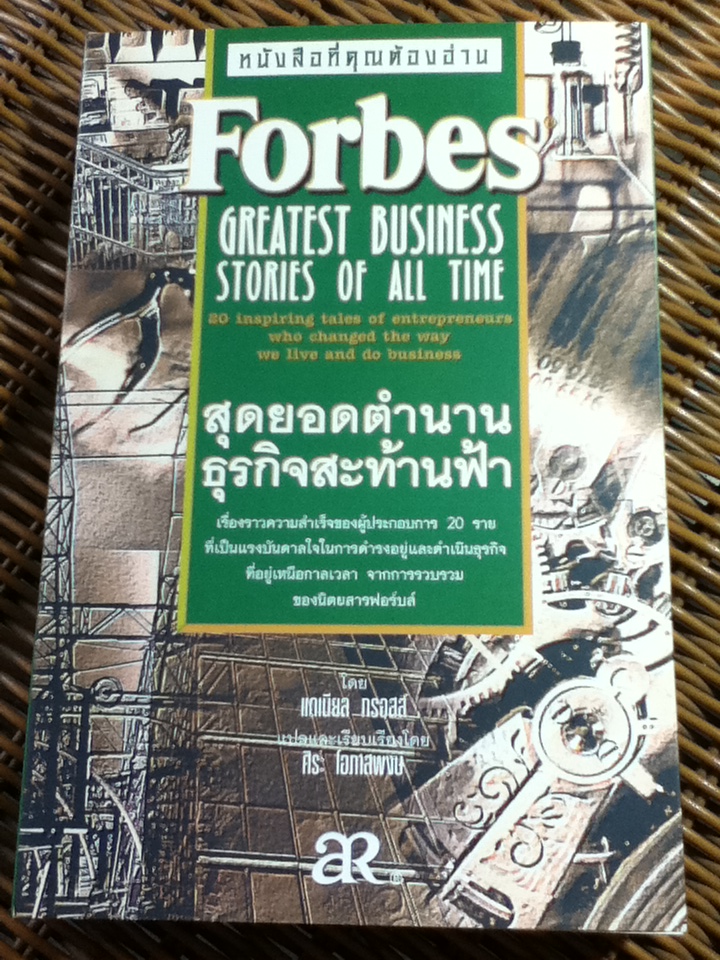 หนังสือที่คุณต้องอ่าน
Forbes®
GREATEST BUSINESS
STORIES OF ALL TIME
20 inspiring tales of entrepreneurs
who changed the way
we live and do business
สุดยอดตำนาน
ธุรกิจสะท้านฟ้า
เรื่องราวความสำเร็จของผู้ประกอบการ 20 ราย
ที่เป็นแรงบันดาลใจในการดำรงอยู่และดำเนินธุรกิจ
ที่อยู่เหนือกาลเวลา จากการรวบรวม
ของนิตยสารฟอร์บส์
โดย
แดเนียล กรอสส์
แปลและเรียบเรียงโดย
ศิระ โอภาสพงษ์
aR